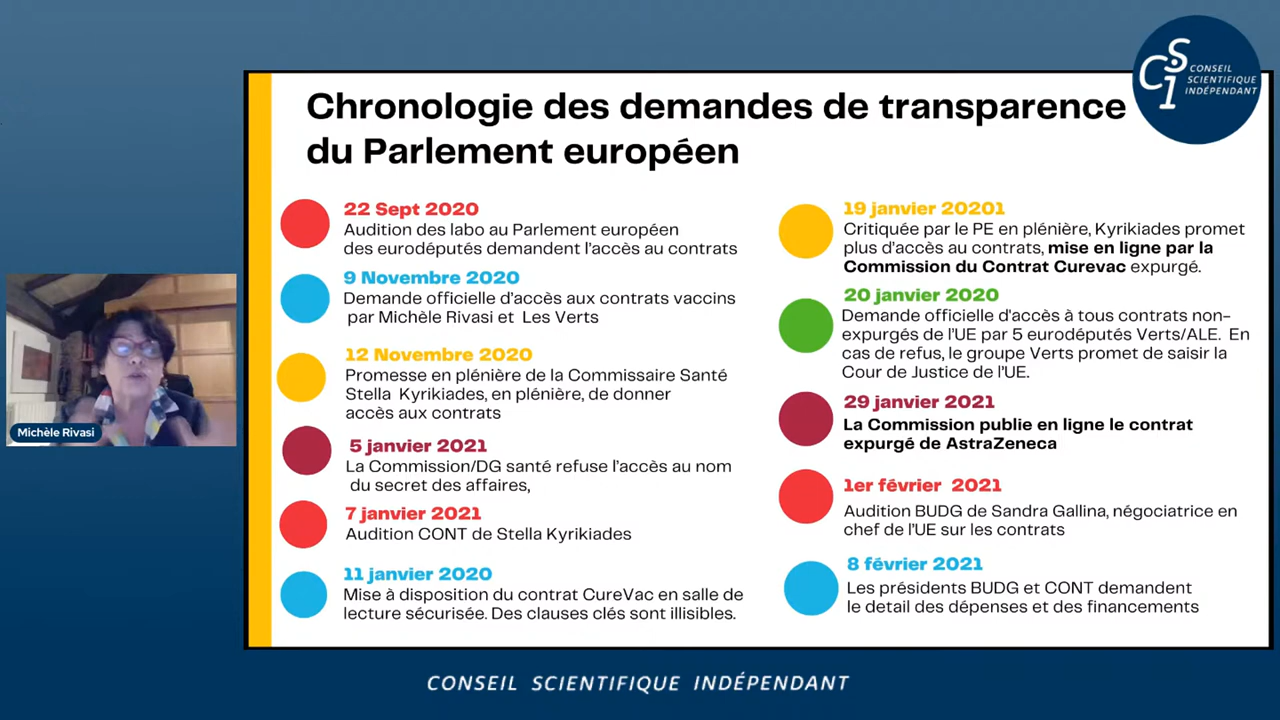 Chronologie des demandes de transparence
du Parlement européen
22 Sept 2020
Audition des labo au Parlement européen
des eurodéputés demandent l'accès au contrats
9 Novembre 2020
Demande officielle d'accès aux contrats vaccins
par Michèle Rivasi et Les Verts
12 Novembre 2020
Promesse en plénière de la Commissaire Santé
Stella Kyrikiades, en plénière, de donner
accès aux contrats
5 janvier 2021
La Commission/DG santé refuse l'accès au nom
du secret des affaires,
7 janvier 2021
Audition CONT de Stella Kyrikiades
11 janvier 2020
Mise à disposition du contrat CureVac en salle de
lecture sécurisée. Des clauses clés sont illisibles.
19 janvier 20201
Critiquée par le PE en plénière, Kyrikiades promet
plus d'accès au contrats, mise en ligne par la
Commission du Contrat Curevac expurgé.
20 janvier 2020
Demande officielle d'accès à tous contrats non-
expurgés de l'UE par 5 eurodéputés Verts/ALE. En
cas de refus, le groupe Verts promet de saisir la
Cour de Justice de l'UE.
29 janvier 2021
La Commission publie en ligne le contrat
expurgé de AstraZeneca
1er février 2021
Audition BUDG de Sandra Gallina, négociatrice en
chef de l'UE sur les contrats
8 février 2021
Les présidents BUDG et CONT demandent
le detail des dépenses et des financements
CSI
CONSEIL
SCIENTIFIQUE
INDÉPENDANT
Michèle Rivasi
CONSEIL SCIENTIFIQUE INDÉPENDANT